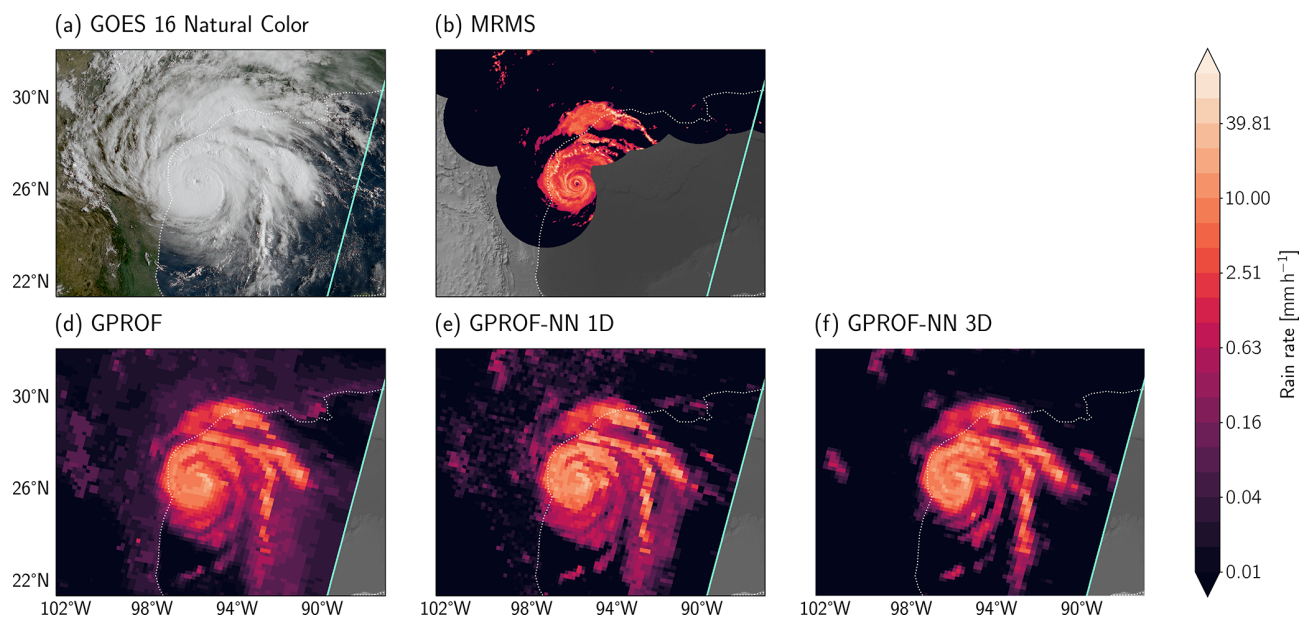 (a) GOES 16 Natural Color
(b) MRMS
30°N
26°N
22°N
39.81
10.00
2.51
0.63
0.16
0.04
0.01
Rain rate [mm h⁻¹]
(d) GPROF
(e) GPROF-NN 1D
(f) GPROF-NN 3D
30°N
26°N
22°N
102°W 98°W 94°W 90°W
102°W 98°W 94°W 90°W
102°W 98°W 94°W 90°W